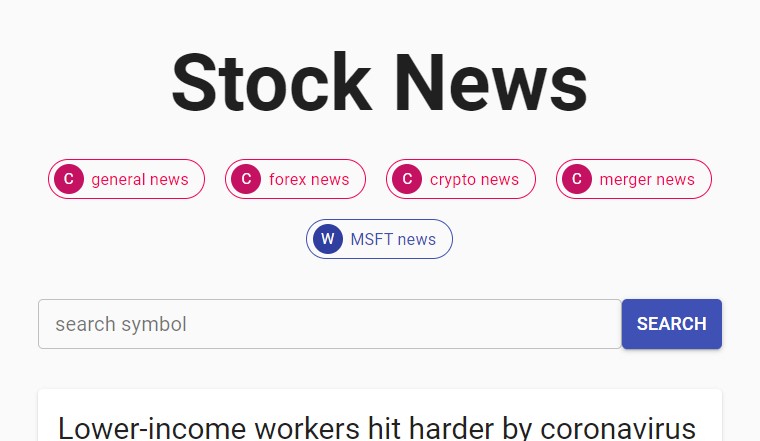 Stock News
C general news C forex news C crypto news C merger news
W MSFT news
search symbol SEARCH
Lower-income workers hit harder by coronavirus